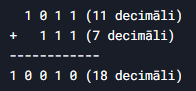 1 0 1 1 (11 decimāli)
+ 1 1 1 (7 decimāli)
------------
1 0 0 1 0 (18 decimāli)